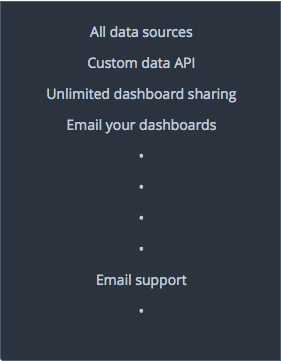 All data sources
Custom data API
Unlimited dashboard sharing
Email your dashboards
•
•
•
•
Email support
•